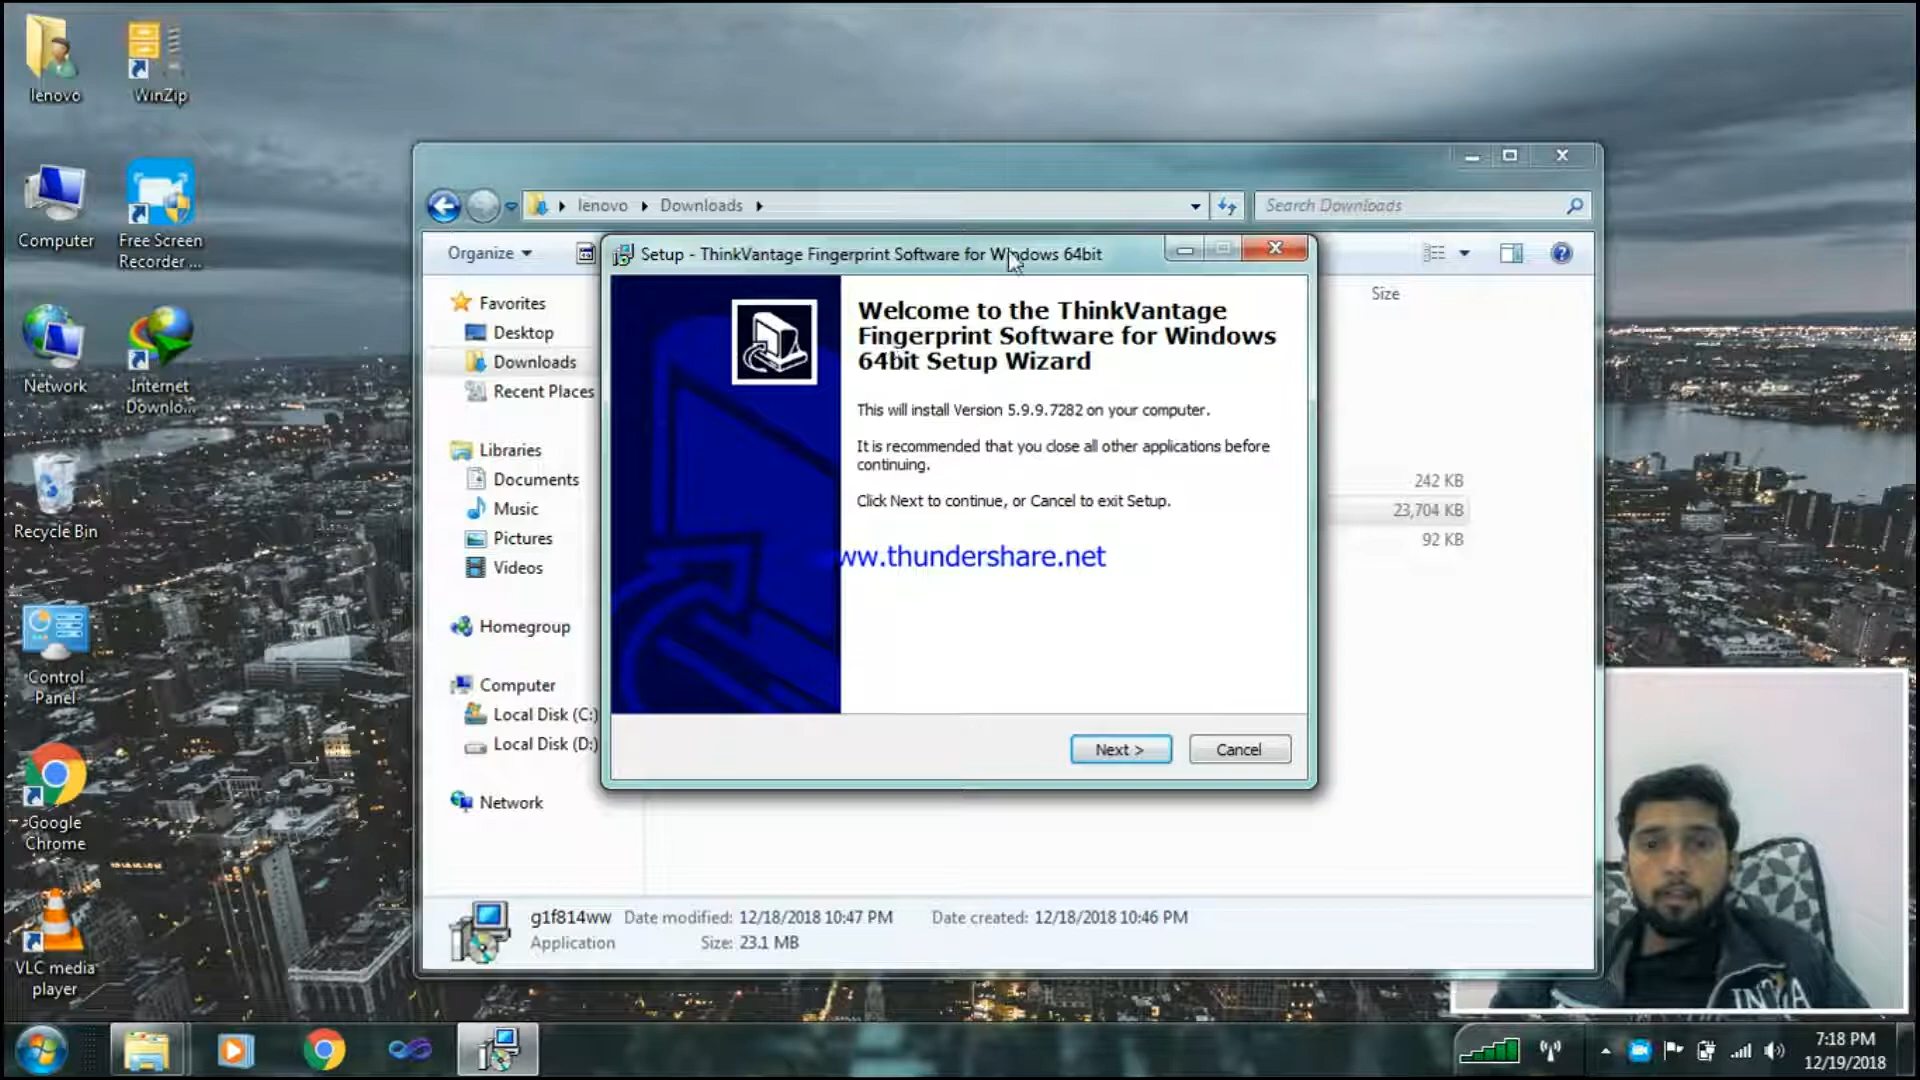 lenovo
WinZip
Computer
Free Screen
Recorder ...
Network
Internet
Downlo...
Recycle Bin
Control
Panel
Google
Chrome
VLC media
player
lenovo
Downloads
Search Downloads
Organize
Size
Favorites
Desktop
Downloads
Recent Places
Libraries
Documents
Music
Pictures
Videos
Homegroup
Computer
Local Disk (C:)
Local Disk (D:)
Network
242 KB
23,704 KB
92 KB
Setup - ThinkVantage Fingerprint Software for Windows 64bit
Welcome to the ThinkVantage
Fingerprint Software for Windows
64bit Setup Wizard
This will install Version 5.9.9.7282 on your computer.
It is recommended that you close all other applications before
continuing.
Click Next to continue, or Cancel to exit Setup.
ww.thundershare.net
Next >
Cancel
g1f814ww Date modified: 12/18/2018 10:47 PM Date created: 12/18/2018 10:46 PM
Application Size: 23.1 MB
7:18 PM
12/19/2018